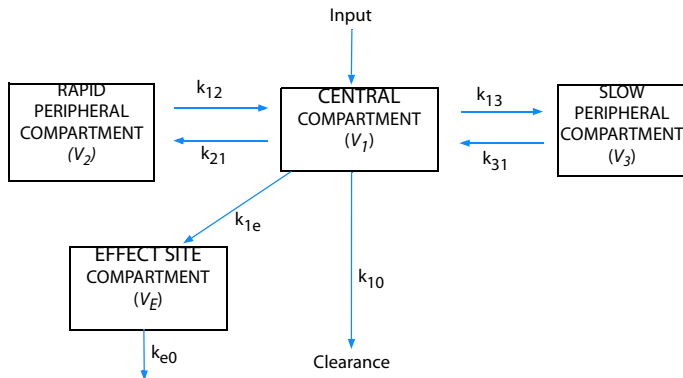 Input
RAPID
PERIPHERAL
COMPARTMENT
(V2)
k12
k21
CENTRAL
COMPARTMENT
(V1)
k13
k31
SLOW
PERIPHERAL
COMPARTMENT
(V3)
k1e
EFFECT SITE
COMPARTMENT
(VE)
k10
ke0
Clearance